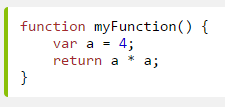 function myFunction() {
    var a = 4;
    return a * a;
}